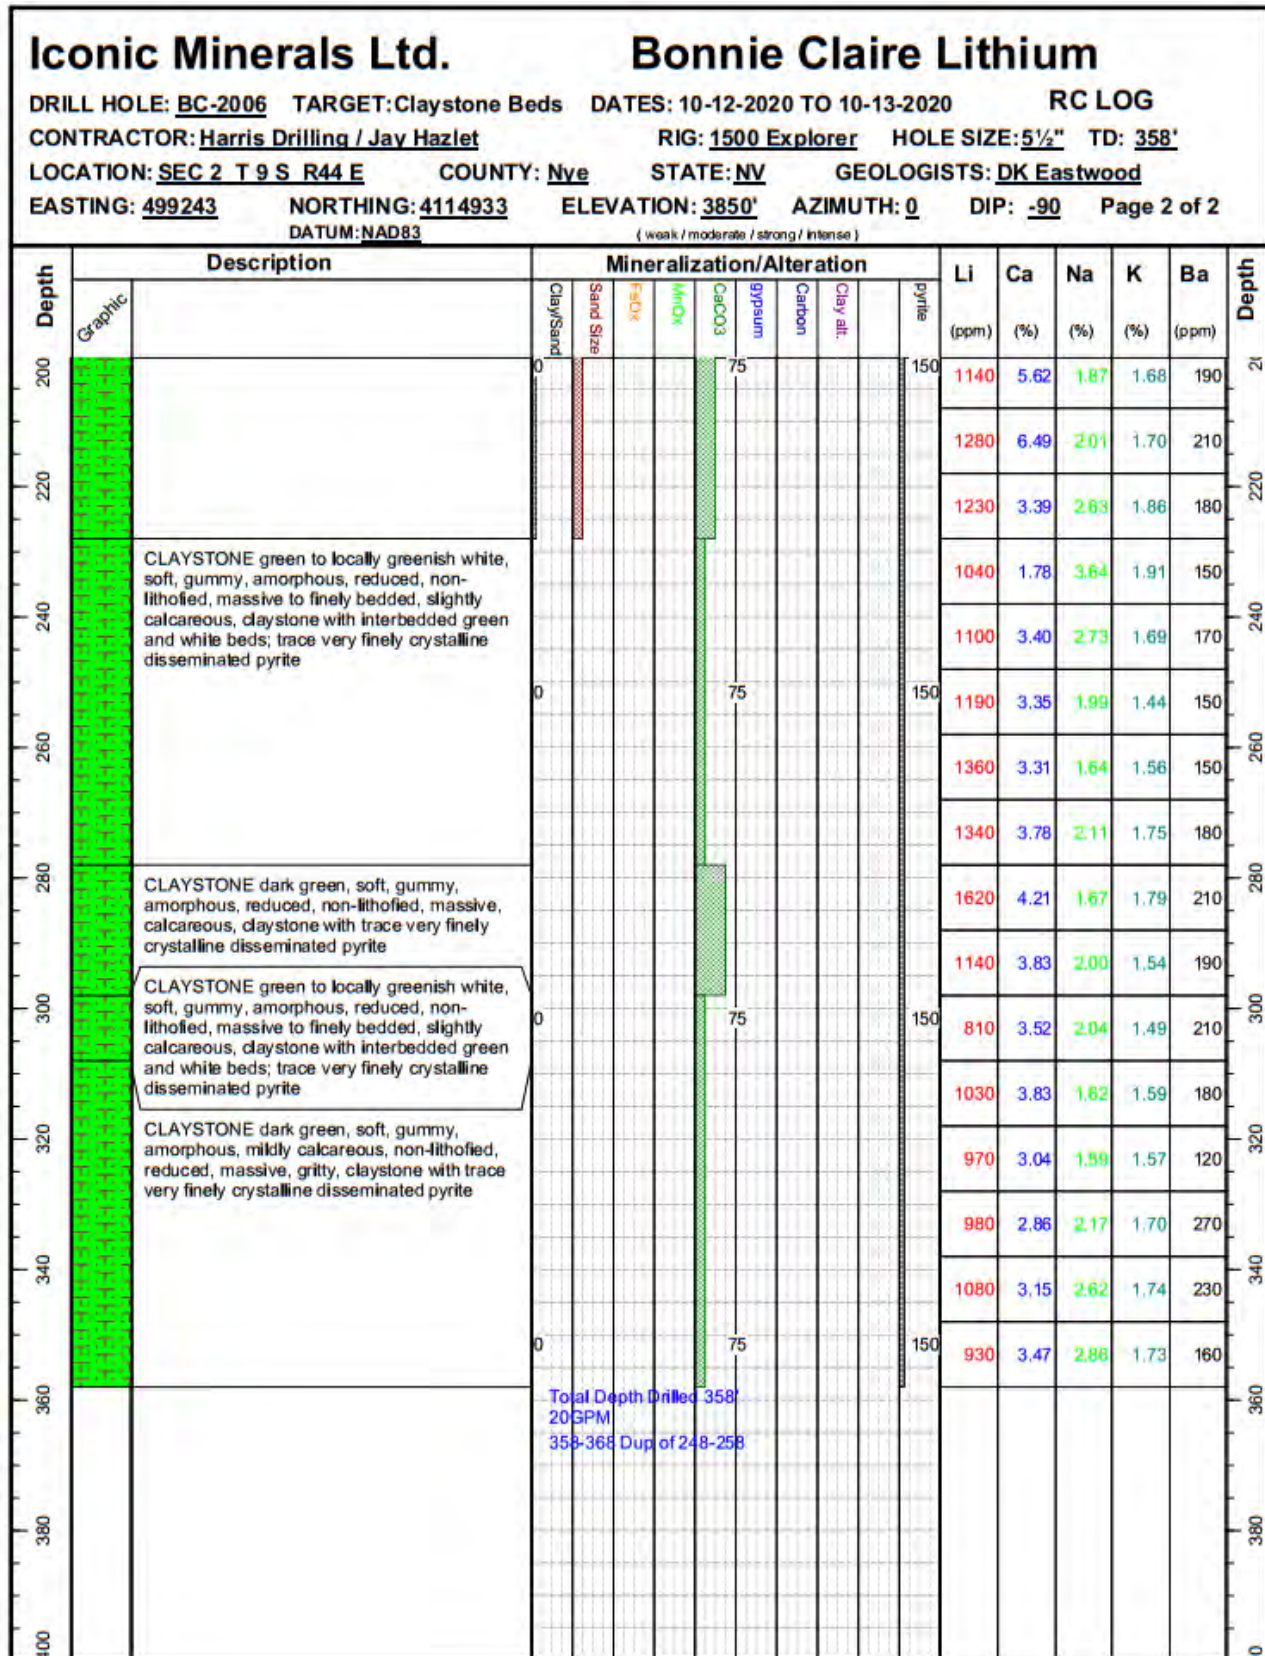 Iconic Minerals Ltd. Bonnie Claire Lithium
DRILL HOLE: BC-2006 TARGET:Claystone Beds DATES: 10-12-2020 TO 10-13-2020 RC LOG
CONTRACTOR: Harris Drilling / Jay Hazlet RIG: 1500 Explorer HOLE SIZE: 5½" TD: 358'
LOCATION: SEC 2 T 9 S R44 E COUNTY: Nye STATE: NV GEOLOGISTS: DK Eastwood
EASTING: 499243 NORTHING: 4114933 ELEVATION: 3850' AZIMUTH: 0 DIP: -90 Page 2 of 2
DATUM: NAD83 ( weak / moderate / strong / intense )
Depth Description Mineralization/Alteration Li Ca Na K Ba Depth
Graphic Clay/Sand Sand Size FeOx MnOx CaCO3 gypsum Carbon Clay alt. pyrite (ppm) (%) (%) (%) (ppm)
200 0 75 150 1140 5.62 1.87 1.68 190 20
1280 6.49 2.01 1.70 210
220 1230 3.39 2.63 1.86 180 220
CLAYSTONE green to locally greenish white,
soft, gummy, amorphous, reduced, non-
lithofied, massive to finely bedded, slightly
calcareous, claystone with interbedded green
and white beds; trace very finely crystalline
disseminated pyrite
1040 1.78 3.64 1.91 150
240 1100 3.40 2.73 1.69 170 240
0 75 150 1190 3.35 1.99 1.44 150
260 1360 3.31 1.64 1.56 150 260
1340 3.78 2.11 1.75 180
280 1620 4.21 1.67 1.79 210 280
CLAYSTONE dark green, soft, gummy,
amorphous, reduced, non-lithofied, massive,
calcareous, claystone with trace very finely
crystalline disseminated pyrite
1140 3.83 2.00 1.54 190
CLAYSTONE green to locally greenish white,
soft, gummy, amorphous, reduced, non-
lithofied, massive to finely bedded, slightly
calcareous, claystone with interbedded green
and white beds; trace very finely crystalline
disseminated pyrite
300 0 75 150 810 3.52 2.04 1.49 210 300
1030 3.83 1.62 1.59 180
CLAYSTONE dark green, soft, gummy,
amorphous, mildly calcareous, non-lithofied,
reduced, massive, gritty, claystone with trace
very finely crystalline disseminated pyrite
320 970 3.04 1.59 1.57 120 320
980 2.86 2.17 1.70 270
340 1080 3.15 2.62 1.74 230 340
0 75 150 930 3.47 2.86 1.73 160
360 Total Depth Drilled 358' 360
20GPM
358-368 Dup of 248-258
380 380
400 0